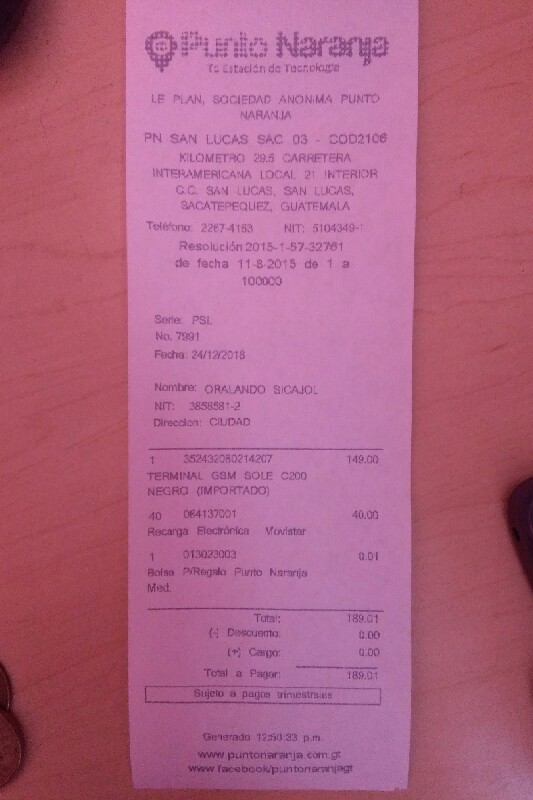 Punto Naranja
Tu Estación de Tecnología
LE PLAN, SOCIEDAD ANONIMA PUNTO
NARANJA
PN SAN LUCAS SAC 03 - COD2106
KILOMETRO 29.5 CARRETERA
INTERAMERICANA LOCAL 21 INTERIOR
C.C. SAN LUCAS, SAN LUCAS,
SACATEPEQUEZ, GUATEMALA
Teléfono: 2267-4153 NIT: 5104349-1
Resolución 2015-1-57-32761
de fecha 11-8-2015 de 1 a
100000
Serie: PSL
No. 7991
Fecha: 24/12/2018
Nombre: ORALANDO SICAJOL
NIT: 3858581-2
Direccion: CIUDAD
1 352432080214207 149.00
TERMINAL GSM SOLE C200
NEGRO (IMPORTADO)
40 064137001 40.00
Recarga Electrónica Movistar
1 013023003 0.01
Bolsa P/Regalo Punto Naranja
Med.
Total: 189.01
(-) Descuento: 0.00
(+) Cargo: 0.00
Total a Pagar: 189.01
Sujeto a pagos trimestrales
Generado 12:50:33 p.m.
www.puntonaranja.com.gt
www.facebook/puntonaranjagt